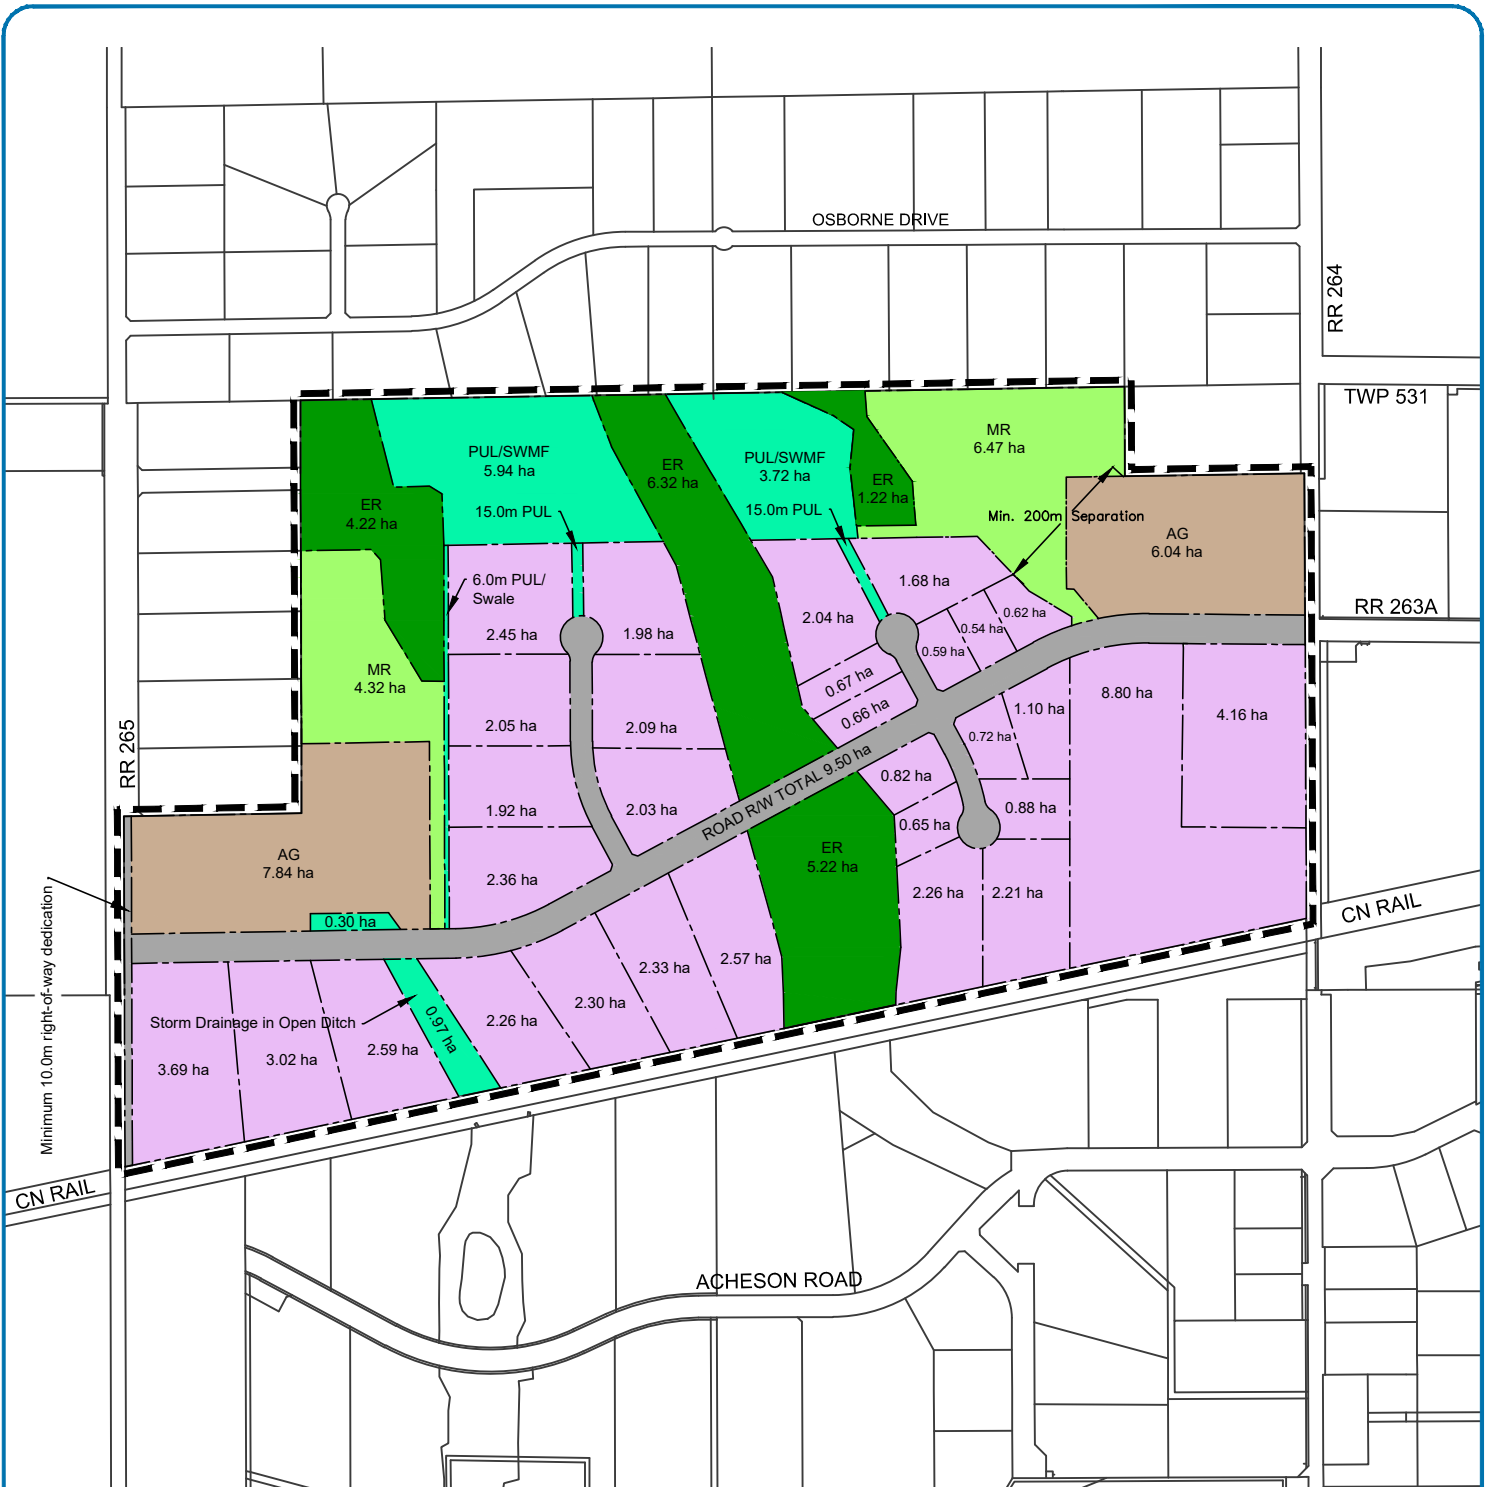 OSBORNE DRIVE
RR 264
TWP 531
MR
6.47 ha
PUL/SWMF
5.94 ha
ER
6.32 ha
PUL/SWMF
3.72 ha
ER
1.22 ha
ER
4.22 ha
15.0m PUL
15.0m PUL
Min. 200m Separation
AG
6.04 ha
6.0m PUL/
Swale
1.68 ha
RR 263A
2.45 ha
1.98 ha
2.04 ha
0.62 ha
0.54 ha
0.59 ha
MR
4.32 ha
0.67 ha
0.66 ha
8.80 ha
1.10 ha
4.16 ha
RR 265
2.05 ha
2.09 ha
0.72 ha
ROAD R/W TOTAL 9.50 ha
0.82 ha
1.92 ha
2.03 ha
0.65 ha
0.88 ha
AG
7.84 ha
ER
5.22 ha
2.36 ha
2.26 ha
2.21 ha
CN RAIL
0.30 ha
Minimum 10.0m right-of-way dedication
2.57 ha
2.33 ha
2.30 ha
2.26 ha
0.97 ha
Storm Drainage in Open Ditch
2.59 ha
3.02 ha
3.69 ha
CN RAIL
ACHESON ROAD